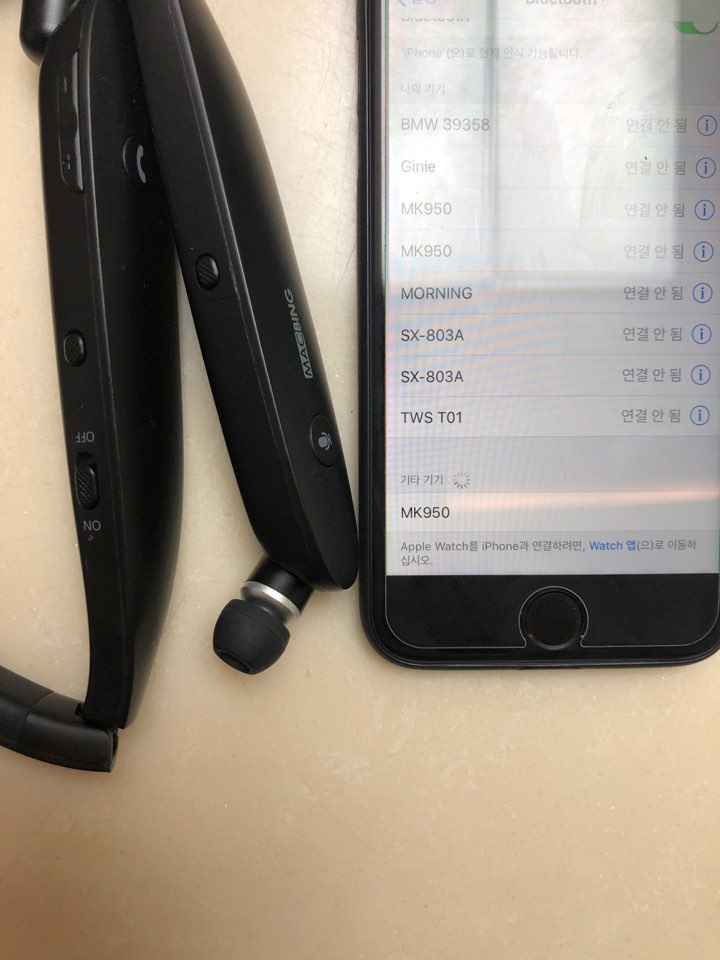 Bluetooth
Bluetooth
'iPhone'(으)로 현재 인식 가능합니다.
나의 기기
BMW 39358 연결 안 됨
Ginie 연결 안 됨
MK950 연결 안 됨
MK950 연결 안 됨
MORNING 연결 안 됨
SX-803A 연결 안 됨
SX-803A 연결 안 됨
TWS T01 연결 안 됨
기타 기기
MK950
Apple Watch를 iPhone과 연결하려면, Watch 앱(으)로 이동하
십시오.
MACBING
OFF
ON